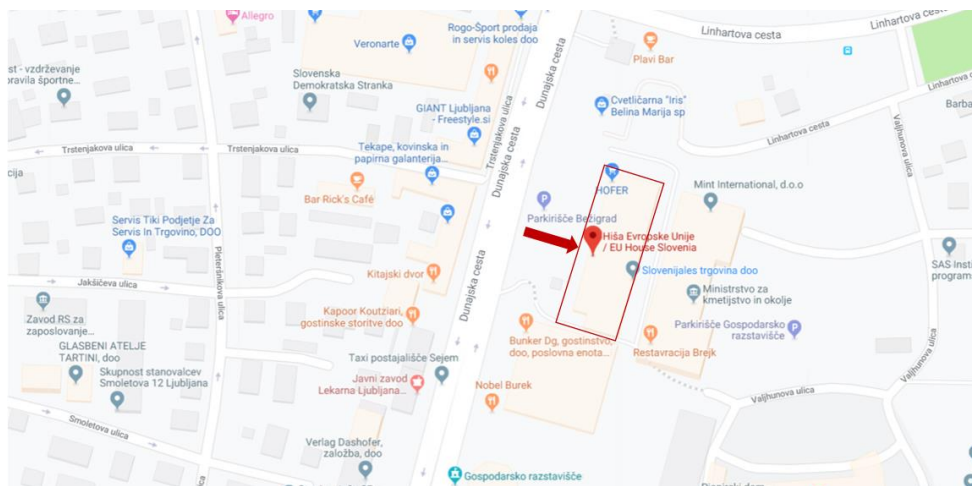 Allegro
Rogo-Šport prodaja
in servis koles doo
Veronarte
Dunajska cesta
Linhartova cesta
Linhartova cesta
Plavi Bar
Slovenska
Demokratska Stranka
GIANT Ljubljana
- Freestyle.si
Cvetličarna "Iris"
Belina Marija sp
Barba
Linhartova cesta
Valjhunova ulica
Trstenjakova ulica
Trstenjakova ulica
Trstenjakova ulica
Tekape, kovinska in
papirna galanterija...
Dunajska cesta
cija
Bar Rick's Café
HOFER
Mint International, d.o.o
Parkirišče Bežigrad
Servis Tiki Podjetje Za
Servis In Trgovino, DOO
Pleteršnikova ulica
Hiša Evropske Unije
/ EU House Slovenia
Kitajski dvor
Dunajska cesta
Slovenijales trgovina doo
SAS Insti
program
Jakšičeva ulica
Ministrstvo za
kmetijstvo in okolje
Zavod RS za
zaposlovanje...
Kapoor Koutziari,
gostinske storitve doo
Parkirišče Gospodarsko
razstavišče
GLASBENI ATELJE
TARTINI, doo
Bunker Dg, gostinstvo,
doo, poslovna enota...
Restavracija Brejk
Taxi postajališče Sejem
Skupnost stanovalcev
Smoletova 12 Ljubljana
Javni zavod
Lekarna Ljubljana...
Nobel Burek
Valjhunova ulica
Valjhunova ulica
Smoletova ulica
Verlag Dashofer,
založba, doo
Gospodarsko razstavišče